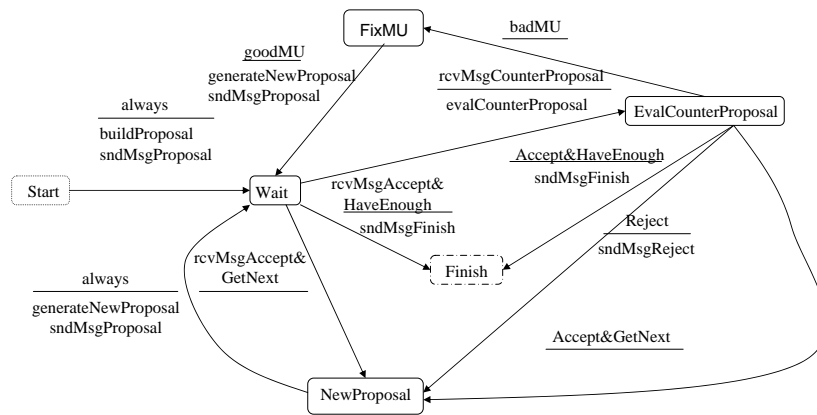 FixMU
badMU
goodMU
generateNewProposal
sndMsgProposal
rcvMsgCounterProposal
evalCounterProposal
always
buildProposal
sndMsgProposal
EvalCounterProposal
Start
Wait
rcvMsgAccept&
HaveEnough
sndMsgFinish
Accept&HaveEnough
sndMsgFinish
Reject
sndMsgReject
rcvMsgAccept&
GetNext
Finish
always
generateNewProposal
sndMsgProposal
Accept&GetNext
NewProposal